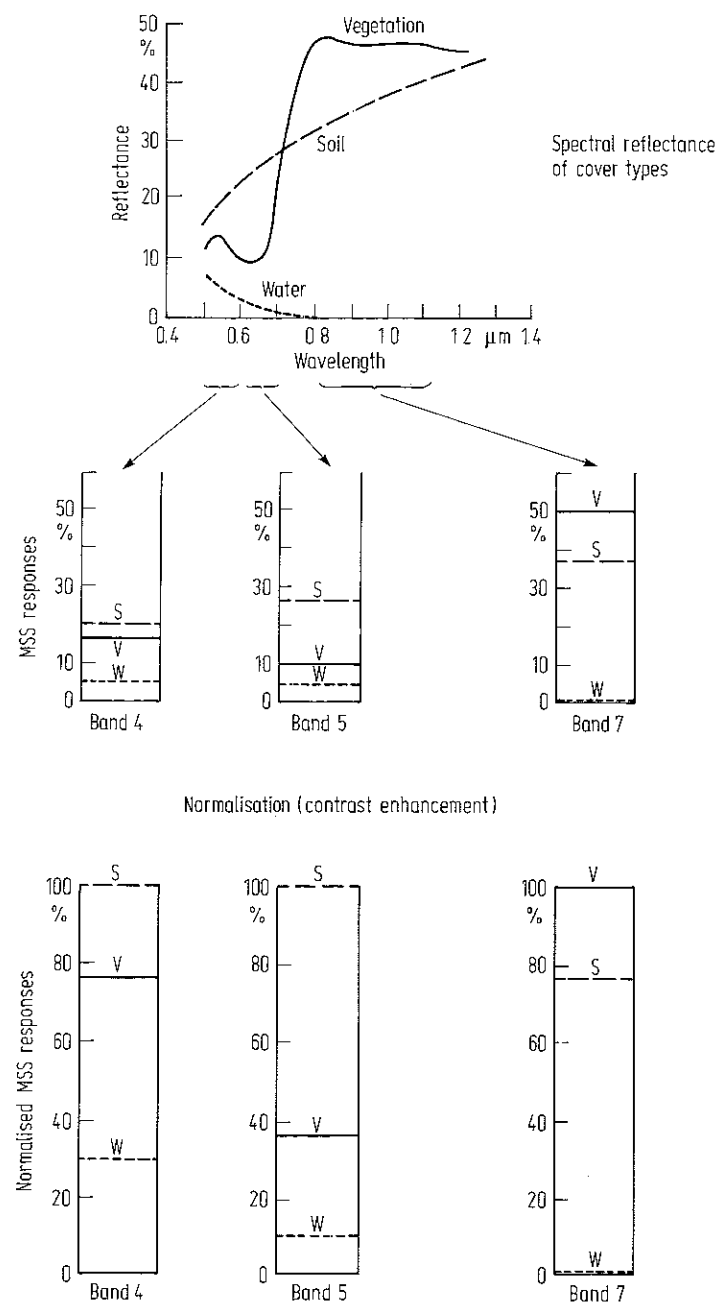 50
%
40
30
20
10
0
Reflectance
Vegetation
Soil
Water
Spectral reflectance
of cover types
0.4 0.6 0.8 1.0 1.2 μm 1.4
Wavelength
MSS responses
50
%
30
10
0
S
V
W
Band 4
50
%
30
10
0
S
V
W
Band 5
50
%
30
10
0
V
S
W
Band 7
Normalisation (contrast enhancement)
Normalised MSS responses
100
%
80
60
40
20
0
S
V
W
Band 4
100
%
80
60
40
20
0
S
V
W
Band 5
100
%
80
60
40
20
0
V
S
W
Band 7